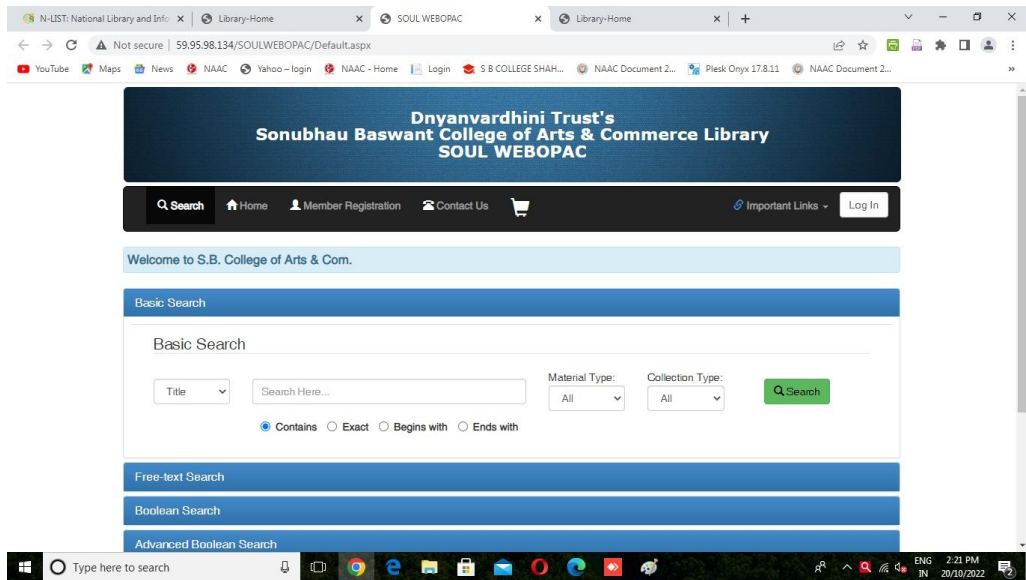 N-LIST: National Library and Info
Library-Home
SOUL WEBOPAC
Library-Home
Not secure | 59.95.98.134/SOULWEBOPAC/Default.aspx
YouTube Maps News NAAC Yahoo – login NAAC - Home Login S B COLLEGE SHAH... NAAC Document 2... Plesk Onyx 17.8.11 NAAC Document 2...
Dnyanvardhini Trust's
Sonubhau Baswant College of Arts & Commerce Library
SOUL WEBOPAC
Search Home Member Registration Contact Us Important Links Log In
Welcome to S.B. College of Arts & Com.
Basic Search
Basic Search
Material Type: Collection Type:
Title Search Here... All All Search
Contains Exact Begins with Ends with
Free-text Search
Boolean Search
Advanced Boolean Search
Type here to search
ENG 2:21 PM
IN 20/10/2022